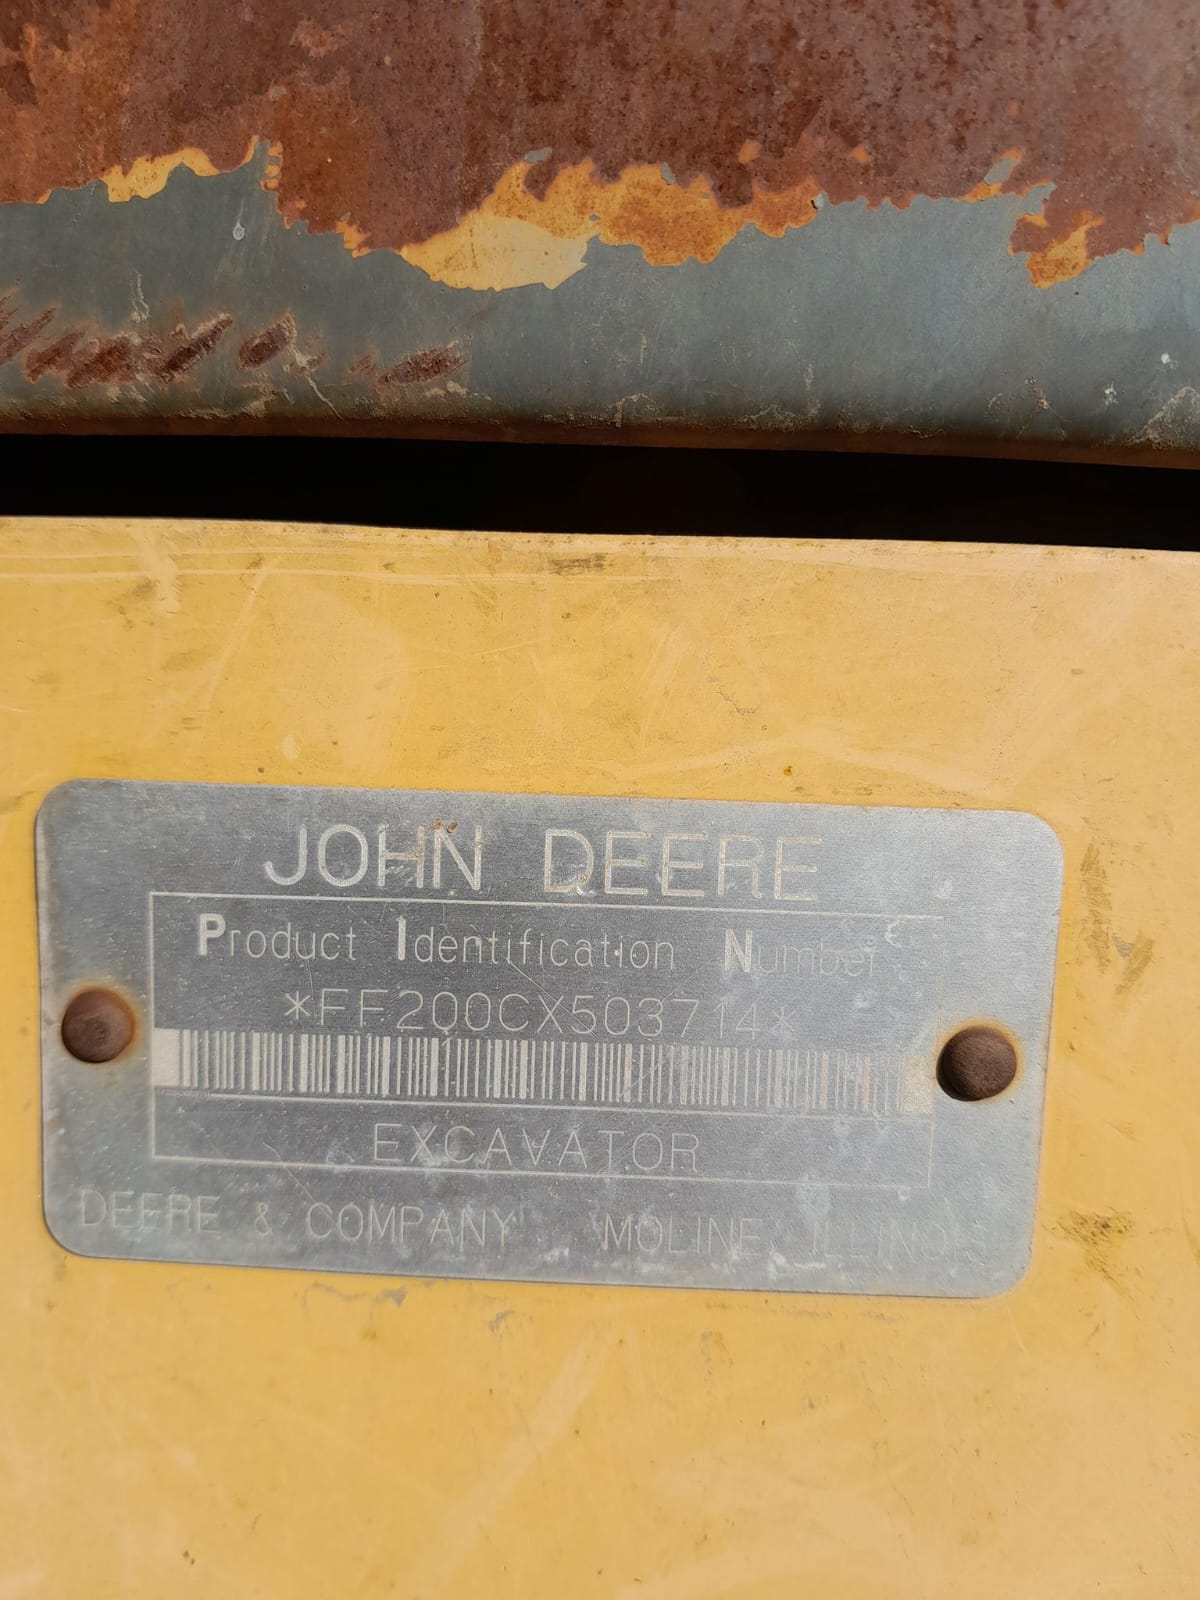 JOHN DEERE
Product Identification Number
*FF200CX503714*
EXCAVATOR
DEERE & COMPANY MOLINE, ILLINOIS